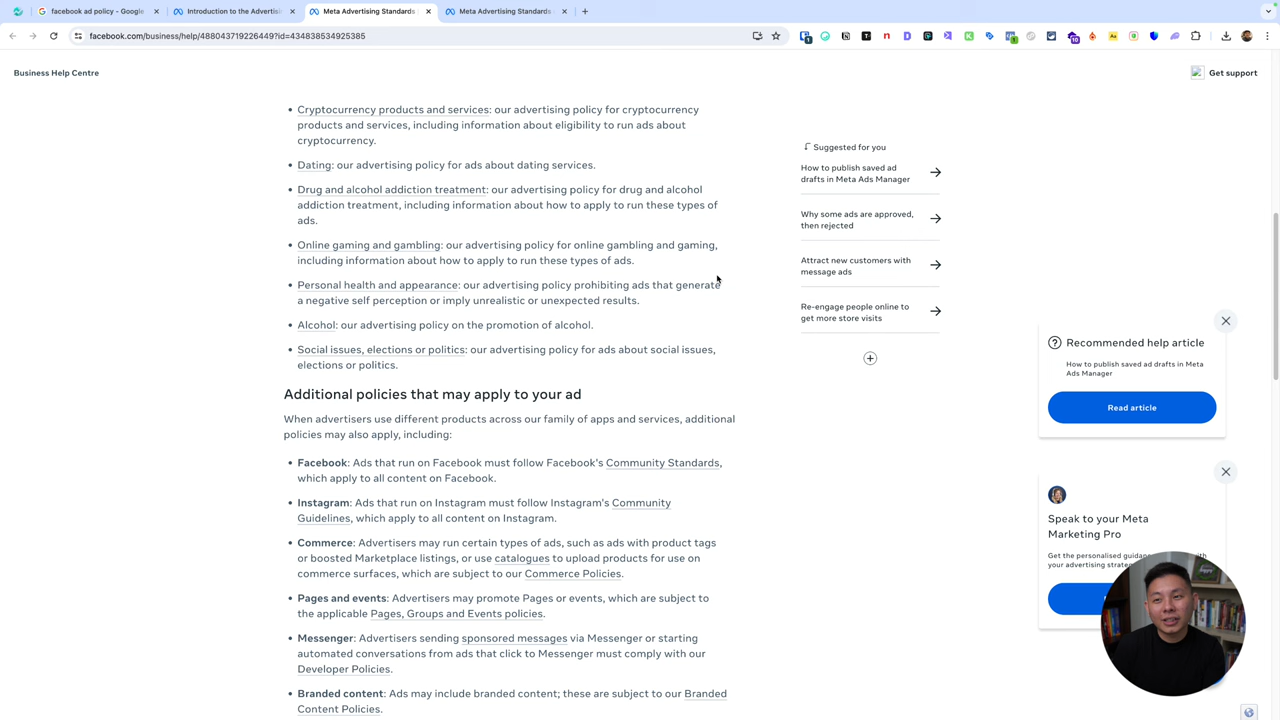 facebook ad policy - Google
Introduction to the Advertis
Meta Advertising Standards
Meta Advertising Standards
facebook.com/business/help/488043719226449?id=434838534925385
Business Help Centre
Get support
Cryptocurrency products and services: our advertising policy for cryptocurrency
products and services, including information about eligibility to run ads about
cryptocurrency.
Dating: our advertising policy for ads about dating services.
Drug and alcohol addiction treatment: our advertising policy for drug and alcohol
addiction treatment, including information about how to apply to run these types of
ads.
Online gaming and gambling: our advertising policy for online gambling and gaming,
including information about how to apply to run these types of ads.
Personal health and appearance: our advertising policy prohibiting ads that generate
a negative self perception or imply unrealistic or unexpected results.
Alcohol: our advertising policy on the promotion of alcohol.
Social issues, elections or politics: our advertising policy for ads about social issues,
elections or politics.
Additional policies that may apply to your ad
When advertisers use different products across our family of apps and services, additional
policies may also apply, including:
Facebook: Ads that run on Facebook must follow Facebook's Community Standards,
which apply to all content on Facebook.
Instagram: Ads that run on Instagram must follow Instagram's Community
Guidelines, which apply to all content on Instagram.
Commerce: Advertisers may run certain types of ads, such as ads with product tags
or boosted Marketplace listings, or use catalogues to upload products for use on
commerce surfaces, which are subject to our Commerce Policies.
Pages and events: Advertisers may promote Pages or events, which are subject to
the applicable Pages, Groups and Events policies.
Messenger: Advertisers sending sponsored messages via Messenger or starting
automated conversations from ads that click to Messenger must comply with our
Developer Policies.
Branded content: Ads may include branded content; these are subject to our Branded
Content Policies.
Suggested for you
How to publish saved ad
drafts in Meta Ads Manager
Why some ads are approved,
then rejected
Attract new customers with
message ads
Re-engage people online to
get more store visits
Recommended help article
How to publish saved ad drafts in Meta
Ads Manager
Read article
Speak to your Meta
Marketing Pro
Get the personalised guidanc
your advertising strateg